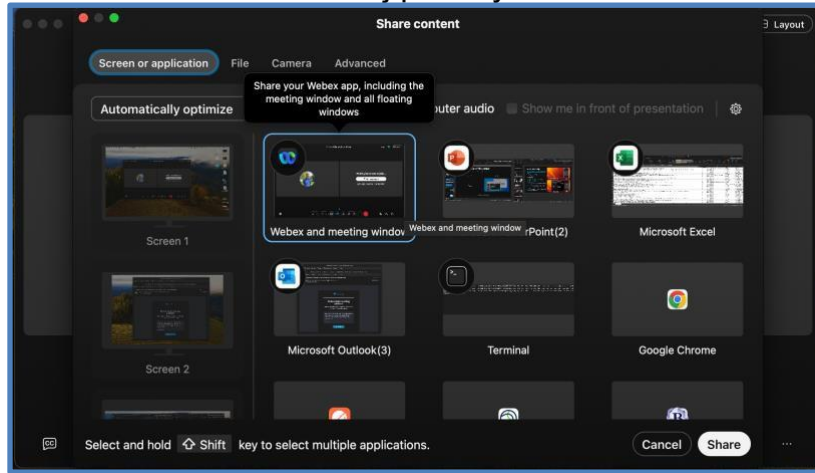 Share content
Layout
Screen or application File Camera Advanced
Share your Webex app, including the
meeting window and all floating
windows
Automatically optimize
uter audio Show me in front of presentation
Screen 1
Webex and meeting window
Webex and meeting window
rPoint(2)
Microsoft Excel
Screen 2
Microsoft Outlook(3)
Terminal
Google Chrome
CC
Select and hold Shift key to select multiple applications.
Cancel
Share